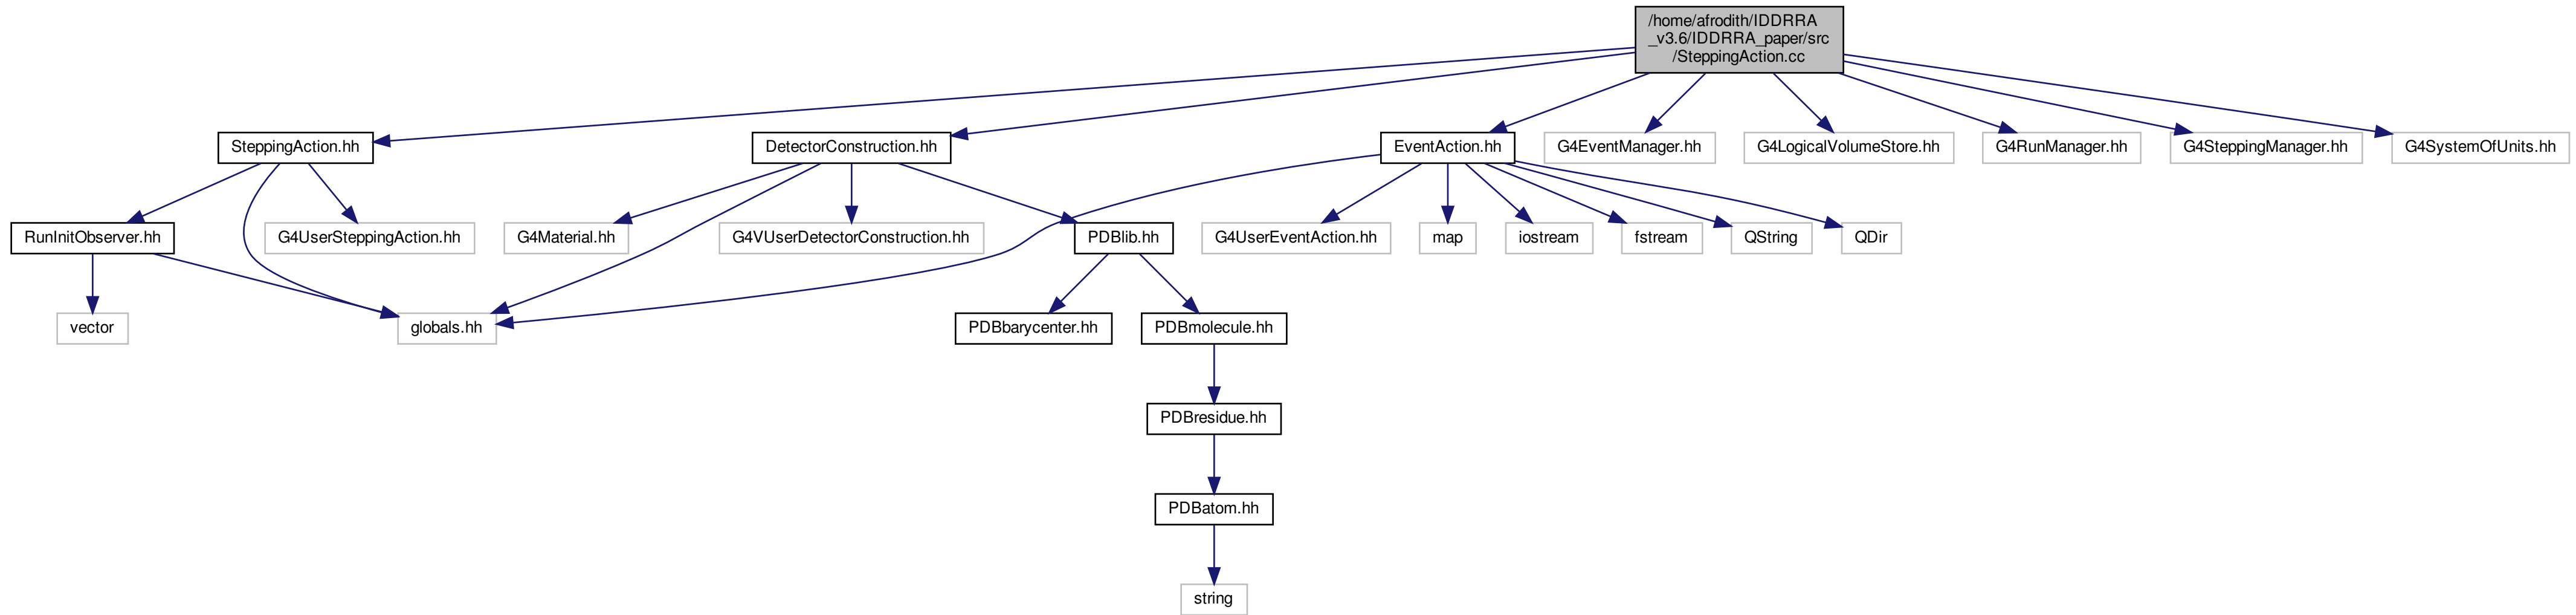 /home/afrodith/IDDRRA
_v3.6/IDDRRA_paper/src
/SteppingAction.cc
SteppingAction.hh
DetectorConstruction.hh
EventAction.hh
G4EventManager.hh
G4LogicalVolumeStore.hh
G4RunManager.hh
G4SteppingManager.hh
G4SystemOfUnits.hh
RunInitObserver.hh
G4UserSteppingAction.hh
G4Material.hh
G4VUserDetectorConstruction.hh
PDBlib.hh
G4UserEventAction.hh
map
iostream
fstream
QString
QDir
vector
globals.hh
PDBbarycenter.hh
PDBmolecule.hh
PDBresidue.hh
PDBatom.hh
string